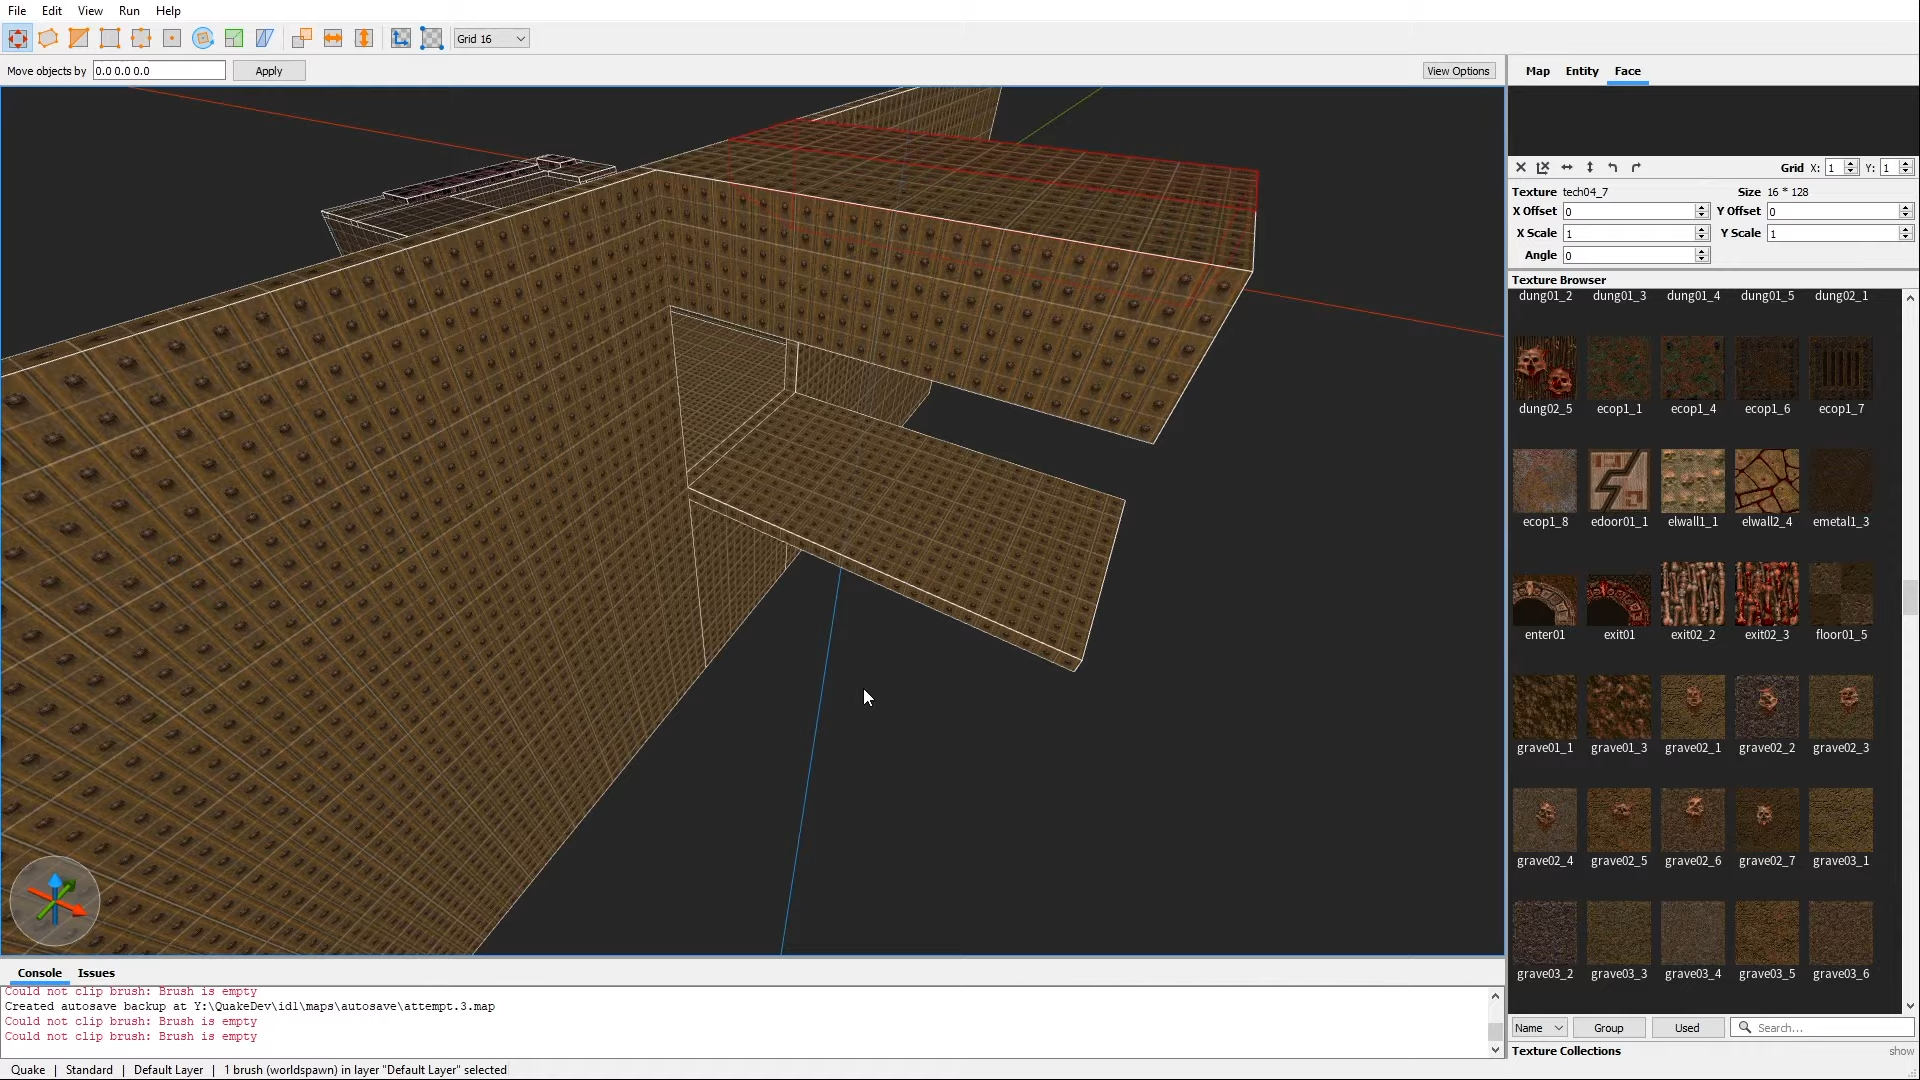 File Edit View Run Help
Grid 16
Move objects by 0.0 0.0 0.0 Apply View Options
Map Entity Face
Grid X: 1 Y: 1
Texture tech04_7 Size 16 * 128
X Offset 0 Y Offset 0
X Scale 1 Y Scale 1
Angle 0
Texture Browser
dung01_2 dung01_3 dung01_4 dung01_5 dung02_1
dung02_5 ecop1_1 ecop1_4 ecop1_6 ecop1_7
ecop1_8 edoor01_1 elwall1_1 elwall2_4 emetal1_3
enter01 exit01 exit02_2 exit02_3 floor01_5
grave01_1 grave01_3 grave02_1 grave02_2 grave02_3
grave02_4 grave02_5 grave02_6 grave02_7 grave03_1
grave03_2 grave03_3 grave03_4 grave03_5 grave03_6
Name Group Used Search...
Texture Collections show
Console Issues
Could not clip brush: Brush is empty
Created autosave backup at Y:\QuakeDev\id1\maps\autosave\attempt.3.map
Could not clip brush: Brush is empty
Could not clip brush: Brush is empty
Quake | Standard | Default Layer | 1 brush (worldspawn) in layer "Default Layer" selected